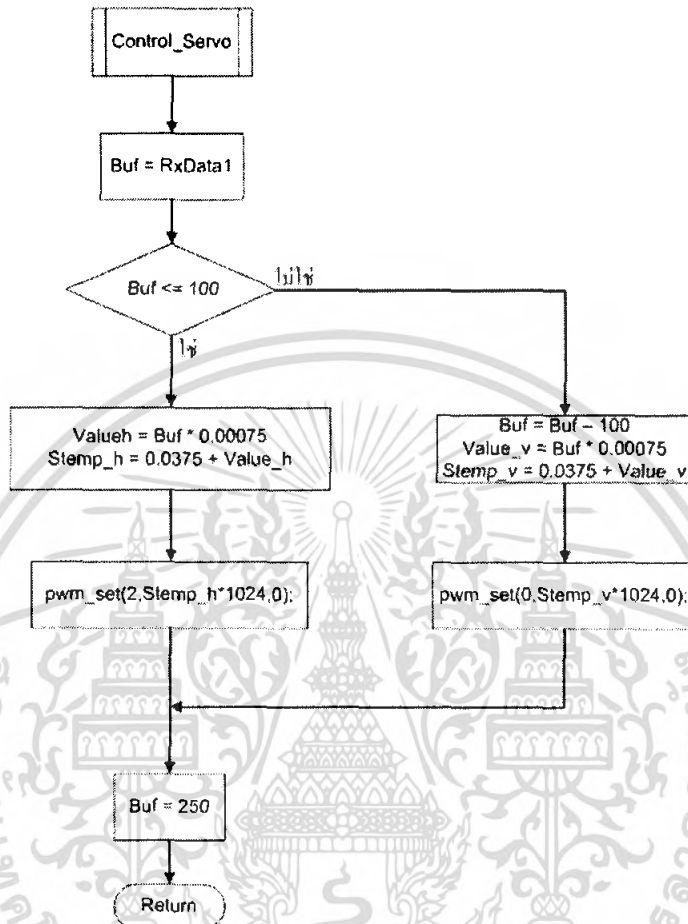 Control_Servo
Buf = RxData1
Buf <= 100
ไม่ใช่
ใช่
Valueh = Buf * 0.00075
Stemp_h = 0.0375 + Value_h
Buf = Buf – 100
Value_v = Buf * 0.00075
Stemp_v = 0.0375 + Value_v
pwm_set(2,Stemp_h*1024,0);
pwm_set(0,Stemp_v*1024,0);
Buf = 250
Return